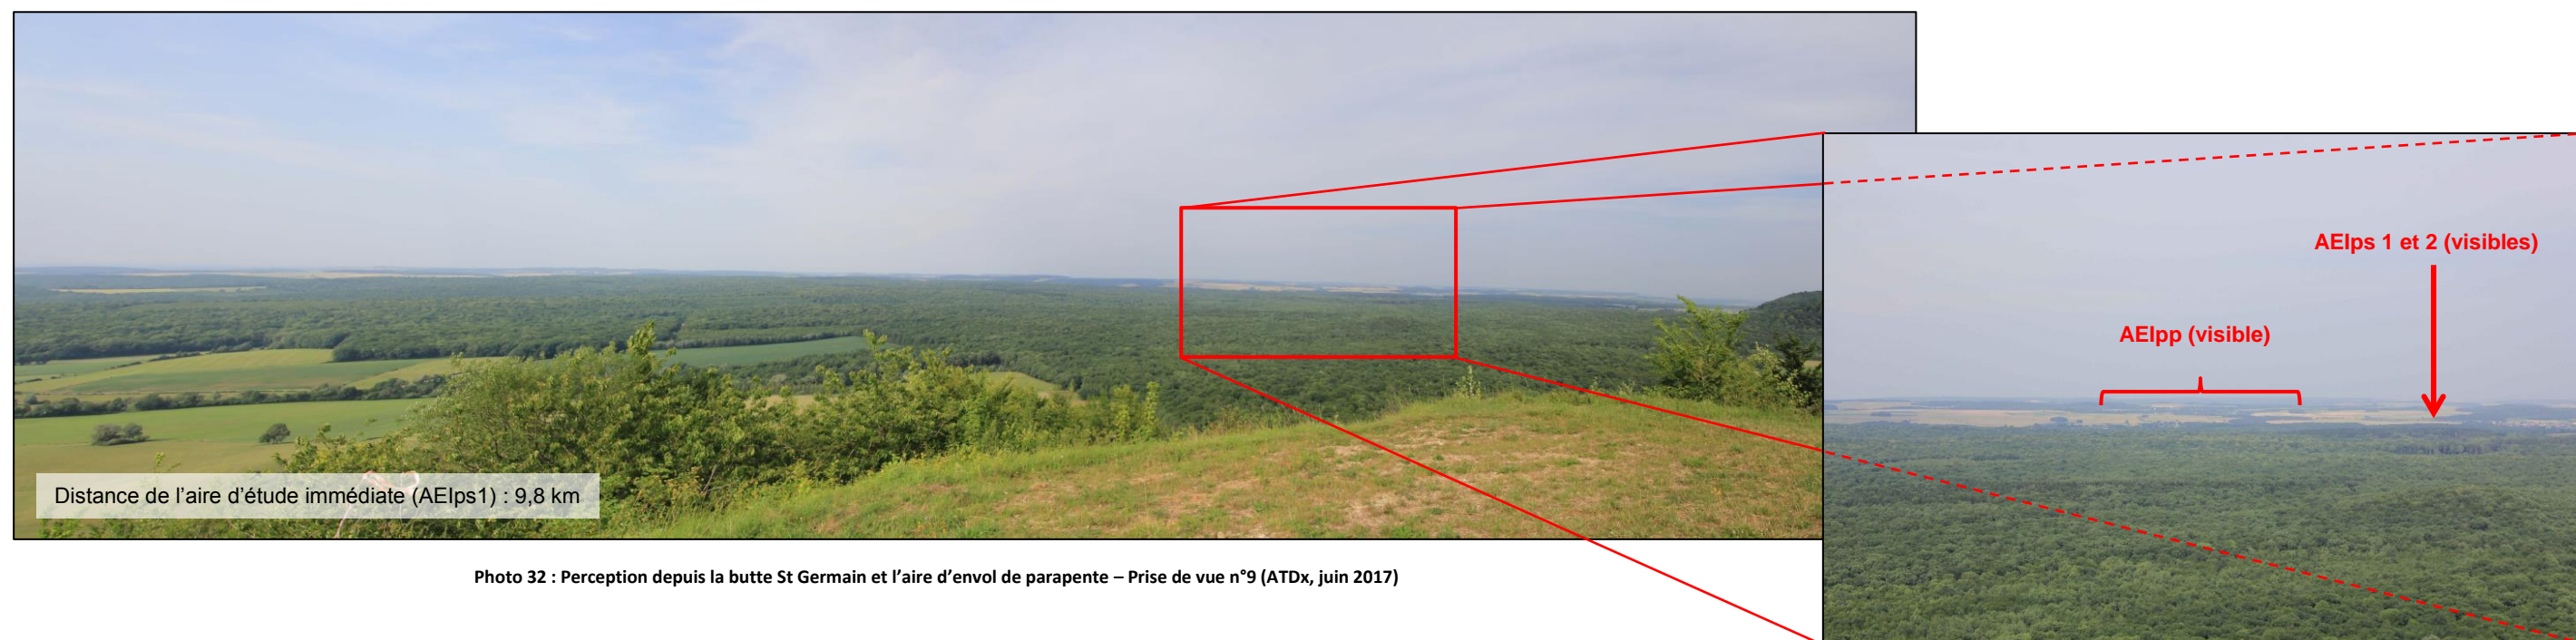 AEIps 1 et 2 (visibles)
AEIpp (visible)
Distance de l’aire d’étude immédiate (AEIps1) : 9,8 km
Photo 32 : Perception depuis la butte St Germain et l’aire d’envol de parapente – Prise de vue n°9 (ATDx, juin 2017)